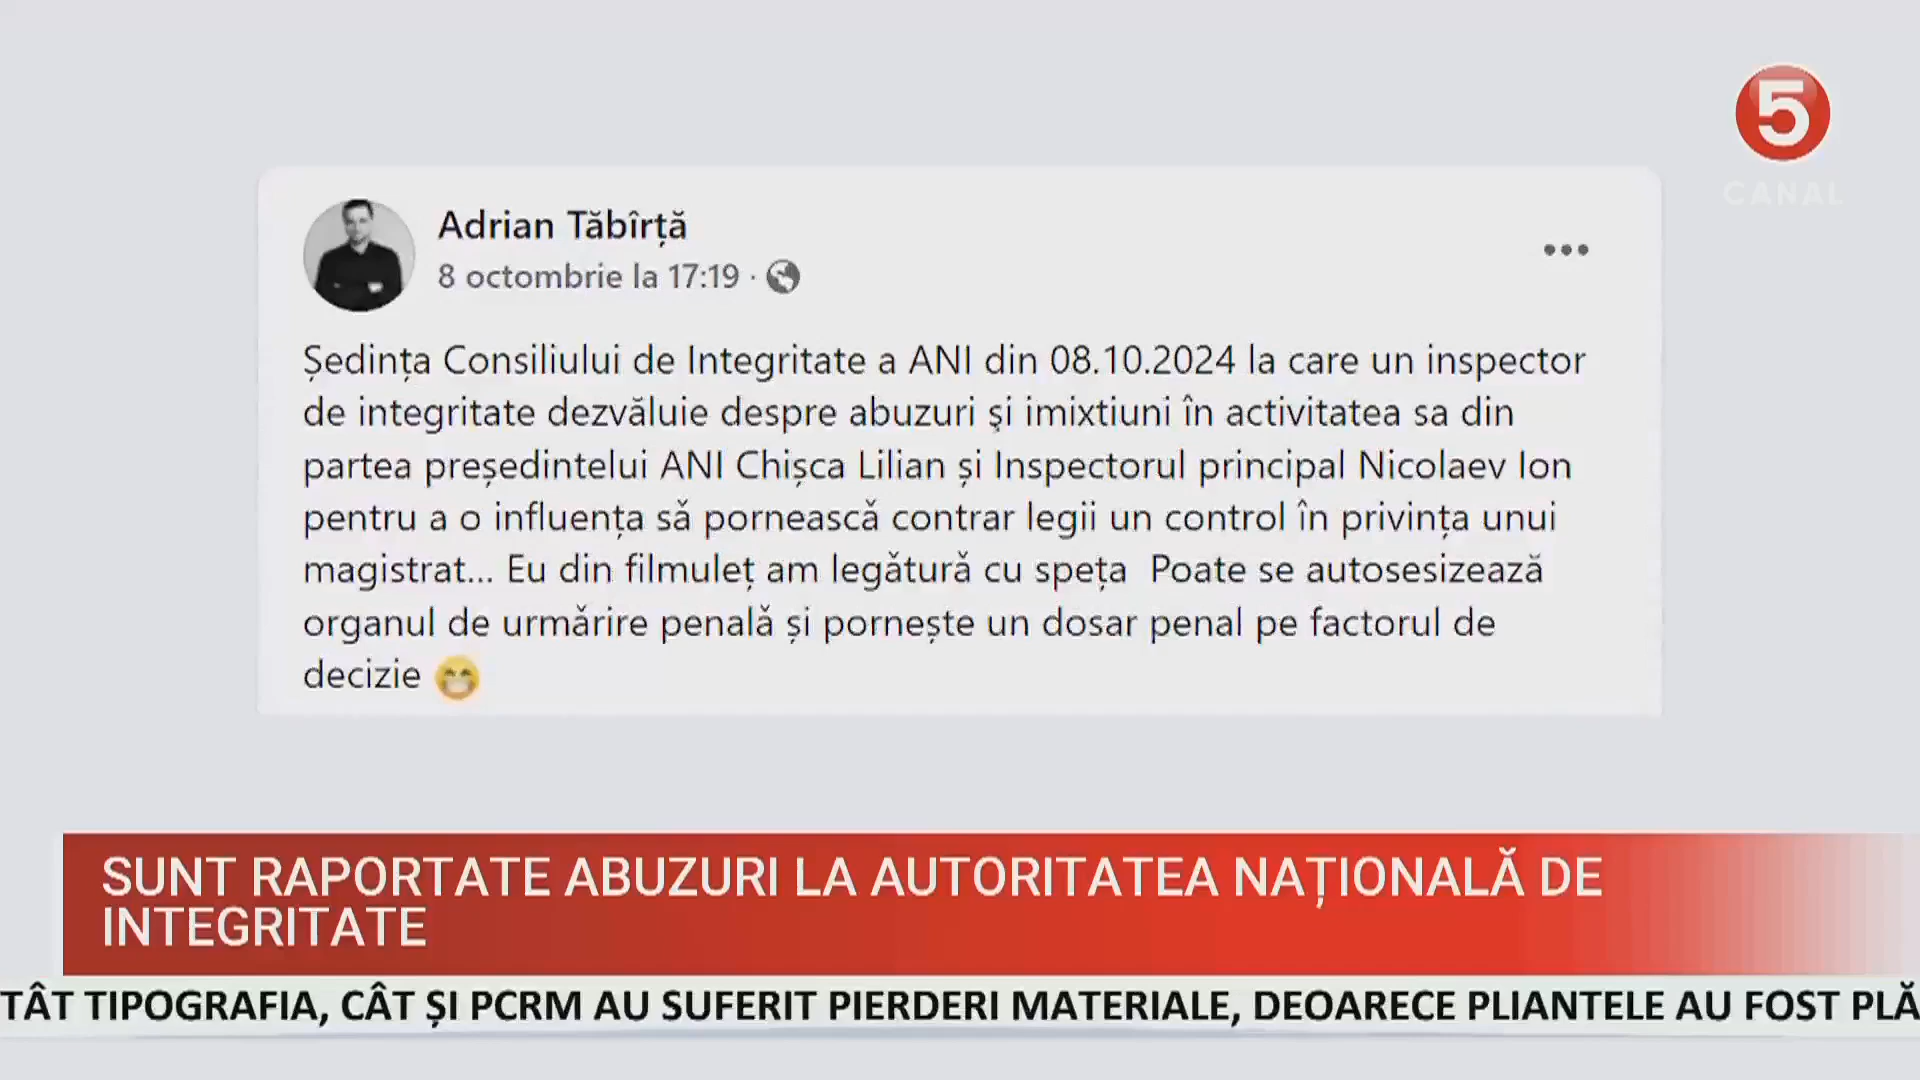 5
CANAL
Adrian Tăbîrță
8 octombrie la 17:19 ·
Ședința Consiliului de Integritate a ANI din 08.10.2024 la care un inspector
de integritate dezvăluie despre abuzuri şi imixtiuni în activitatea sa din
partea președintelui ANI Chișca Lilian și Inspectorul principal Nicolaev Ion
pentru a o influența să pornească contrar legii un control în privința unui
magistrat... Eu din filmuleț am legătură cu speța Poate se autosesizează
organul de urmărire penală și pornește un dosar penal pe factorul de
decizie 😁
SUNT RAPORTATE ABUZURI LA AUTORITATEA NAȚIONALĂ DE
INTEGRITATE
TÂT TIPOGRAFIA, CÂT ȘI PCRM AU SUFERIT PIERDERI MATERIALE, DEOARECE PLIANTELE AU FOST PLĂ